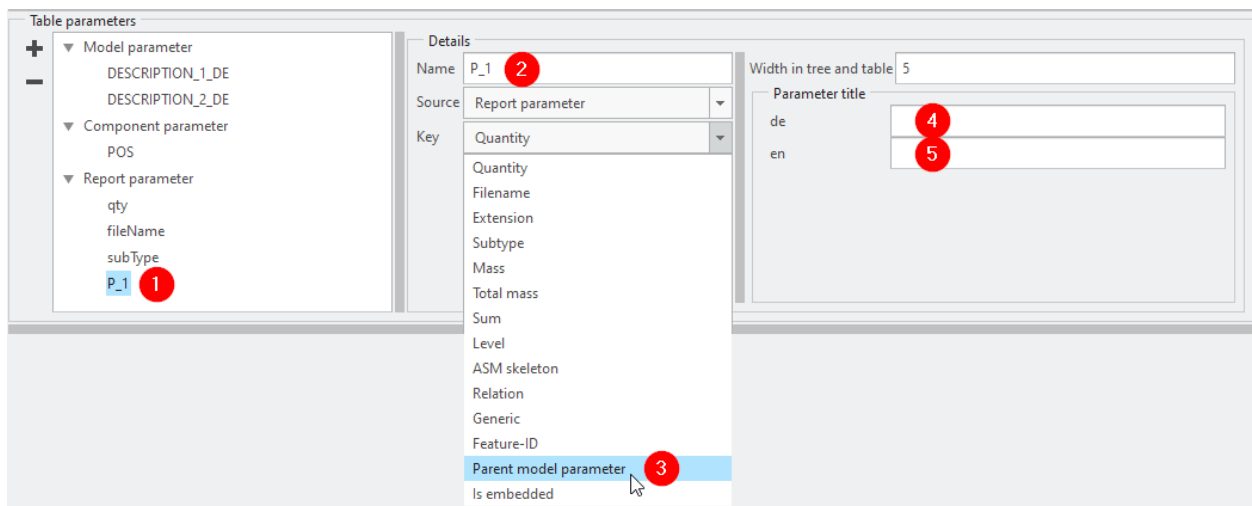 Table parameters
Model parameter
DESCRIPTION_1_DE
DESCRIPTION_2_DE
Component parameter
POS
Report parameter
qty
fileName
subType
P_1 1
Details
Name P_1 2
Source Report parameter
Key Quantity
Quantity
Filename
Extension
Subtype
Mass
Total mass
Sum
Level
ASM skeleton
Relation
Generic
Feature-ID
Parent model parameter 3
Is embedded
Width in tree and table 5
Parameter title
de 4
en 5